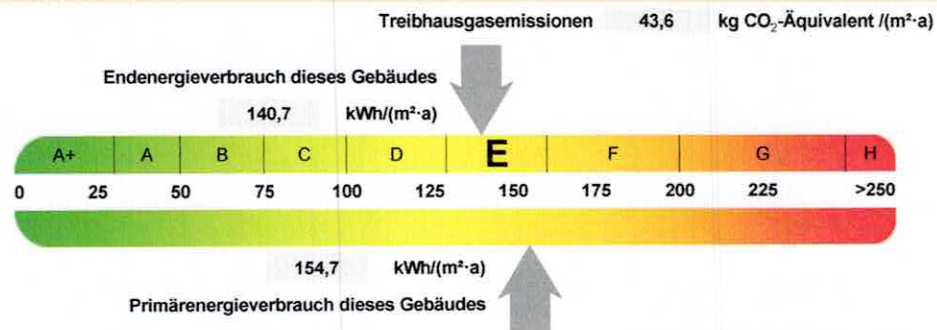 Treibhausgasemissionen 43,6 kg CO₂-Äquivalent /(m²·a)
Endenergieverbrauch dieses Gebäudes
140,7 kWh/(m²·a)
A+ A B C D E F G H
0 25 50 75 100 125 150 175 200 225 >250
154,7 kWh/(m²·a)
Primärenergieverbrauch dieses Gebäudes